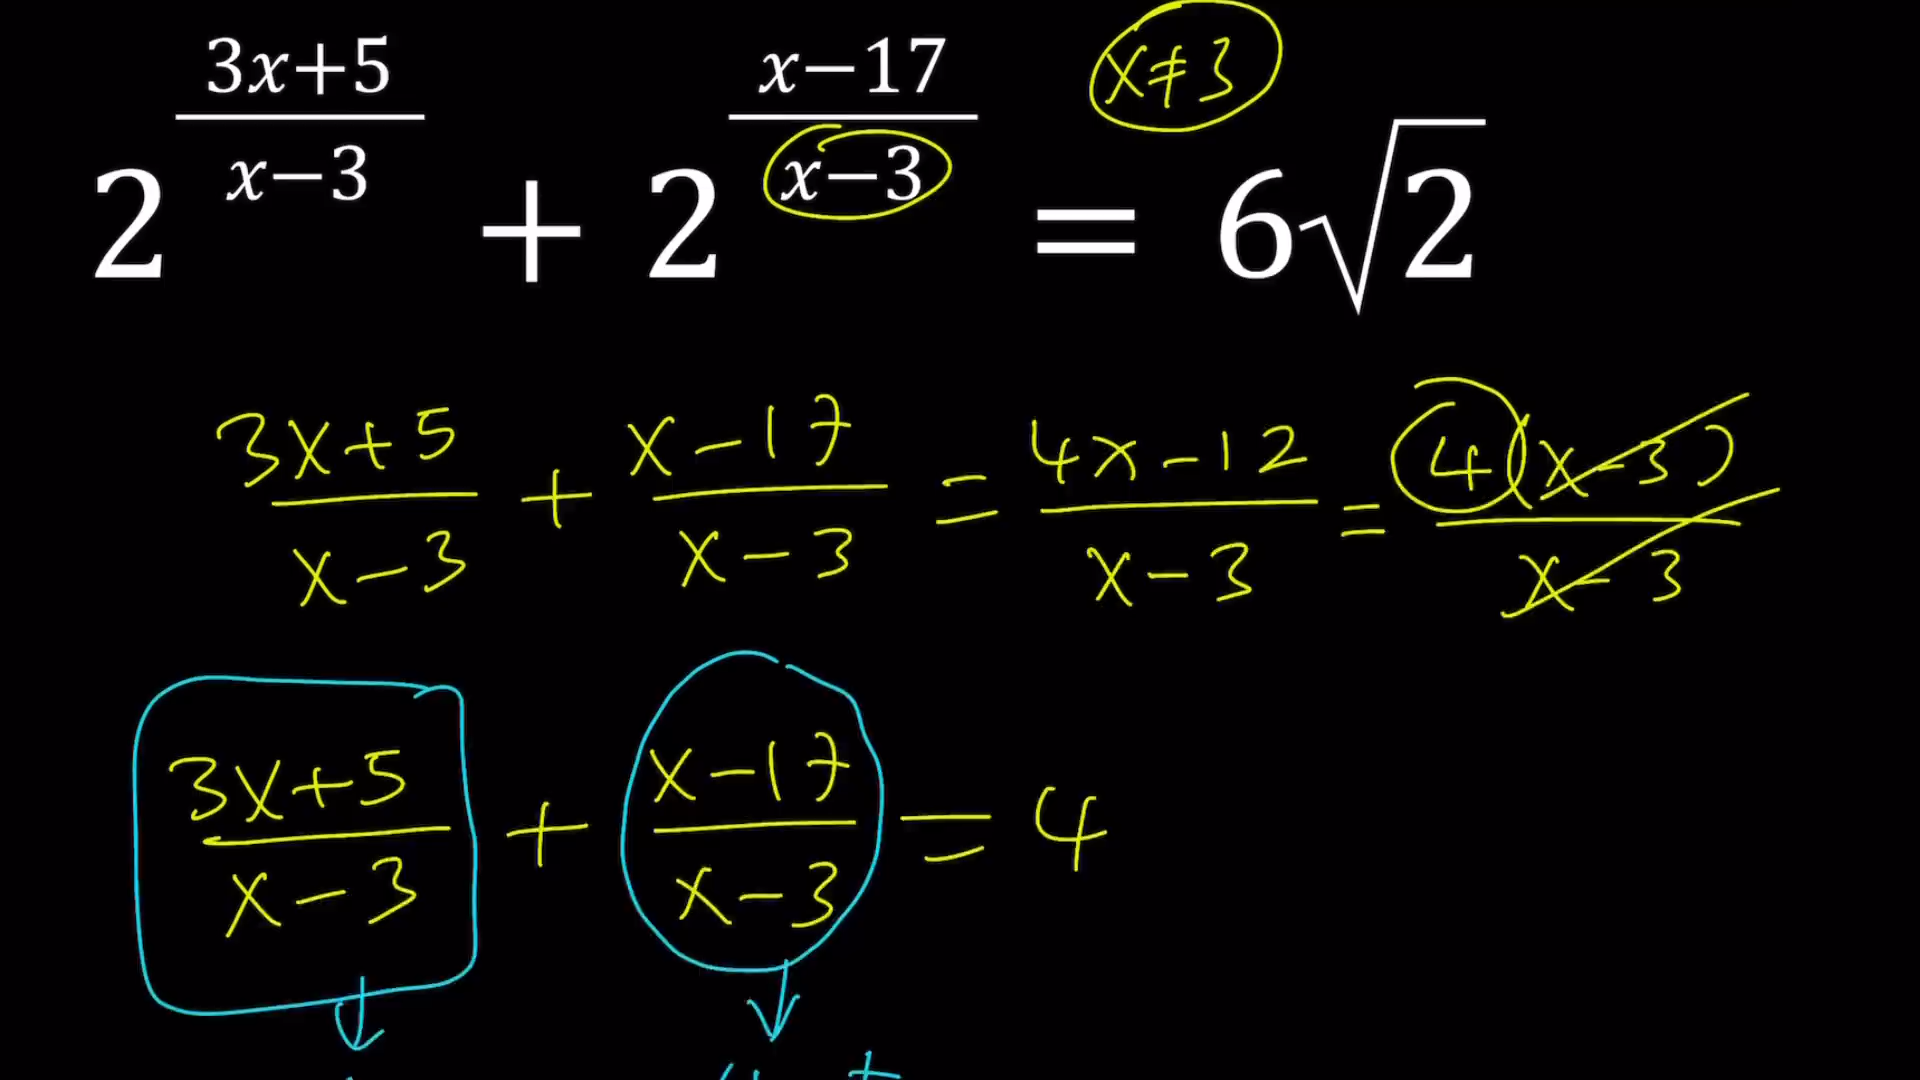 2^((3x+5)/(x−3)) + 2^((x−17)/(x−3)) = 6√2 x≠3
(3x+5)/(x−3) + (x−17)/(x−3) = (4x−12)/(x−3) = 4(x−3)/(x−3)
(3x+5)/(x−3) + (x−17)/(x−3) = 4